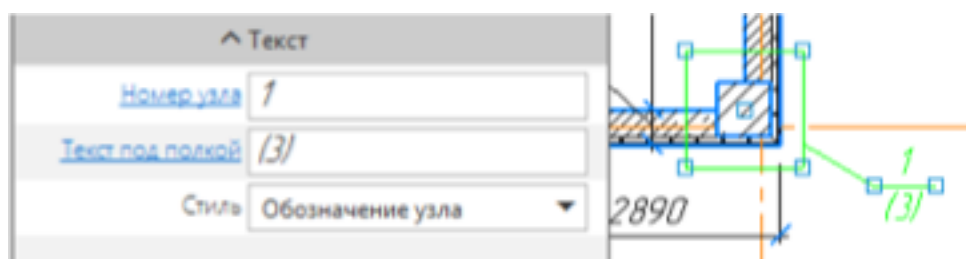 Текст
Номер узла 1
Текст под полкой (3)
Стиль Обозначение узла
2890
1
(3)